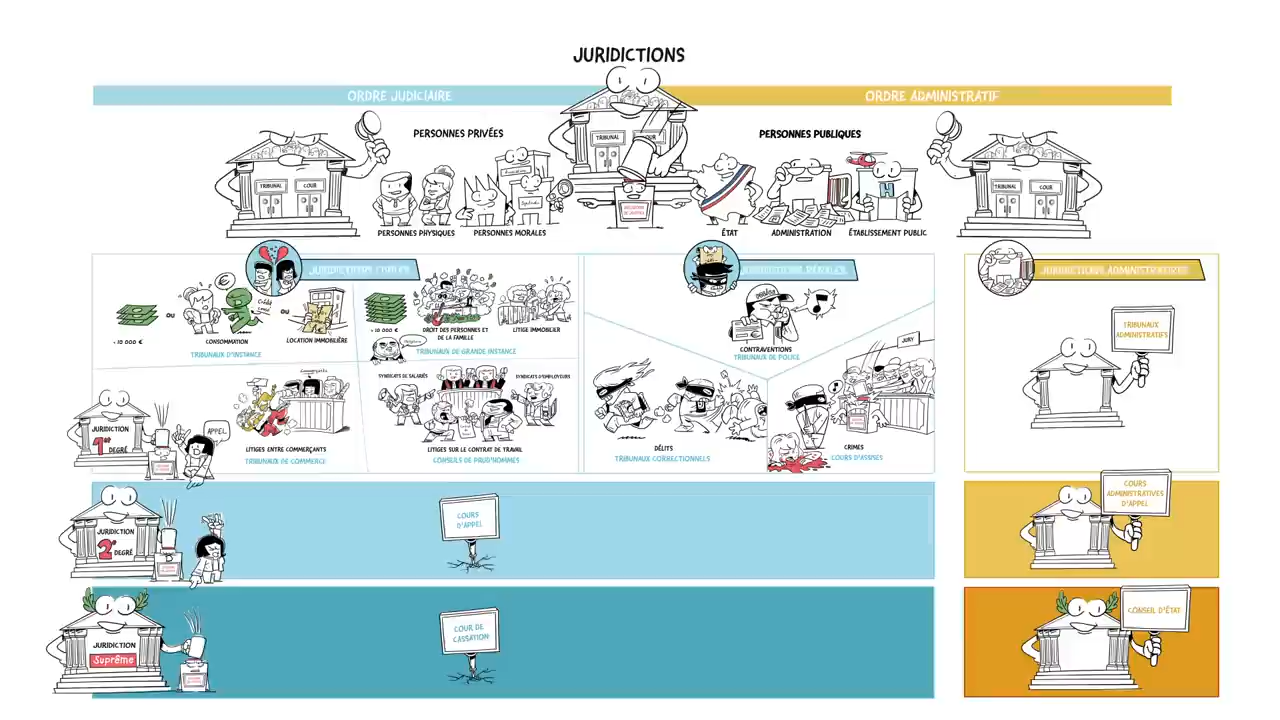 JURIDICTIONS
ORDRE JUDICIAIRE
ORDRE ADMINISTRATIF
PERSONNES PRIVÉES
PERSONNES PUBLIQUES
TRIBUNAL
COUR
TRIBUNAL
COUR
TRIBUNAL
COUR
PERSONNES PHYSIQUES
PERSONNES MORALES
ÉTAT
ADMINISTRATION
ÉTABLISSEMENT PUBLIC
H
JURIDICTIONS CIVILES
JURIDICTIONS PÉNALES
JURIDICTIONS ADMINISTRATIVES
€
OU
OU
- 10 000 €
CONSOMMATION
LOCATION IMMOBILIÈRE
TRIBUNAUX D'INSTANCE
+ 10 000 €
DROIT DES PERSONNES ET
DE LA FAMILLE
LITIGE IMMOBILIER
TRIBUNAUX DE GRANDE INSTANCE
CONTRAVENTIONS
TRIBUNAUX DE POLICE
JURY
TRIBUNAUX
ADMINISTRATIFS
SYNDICATS DE SALARIÉS
SYNDICATS D'EMPLOYEURS
JURIDICTION
1er
DEGRÉ
APPEL
LITIGES ENTRE COMMERÇANTS
TRIBUNAUX DE COMMERCE
LITIGES SUR LE CONTRAT DE TRAVAIL
CONSEILS DE PRUD'HOMMES
DÉLITS
TRIBUNAUX CORRECTIONNELS
CRIMES
COURS D'ASSISES
JURIDICTION
2e
DEGRÉ
COURS
D'APPEL
COURS
ADMINISTRATIVES
D'APPEL
JURIDICTION
Suprême
COUR DE
CASSATION
CONSEIL D'ÉTAT